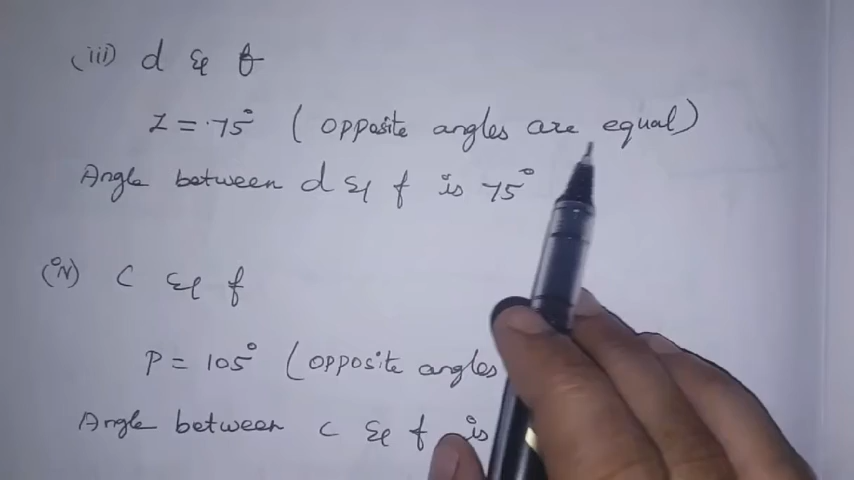 (iii) d & f
Z = 75° (opposite angles are equal)
Angle between d & f is 75°
(iv) c & f
P = 105° (opposite angles
Angle between c & f is